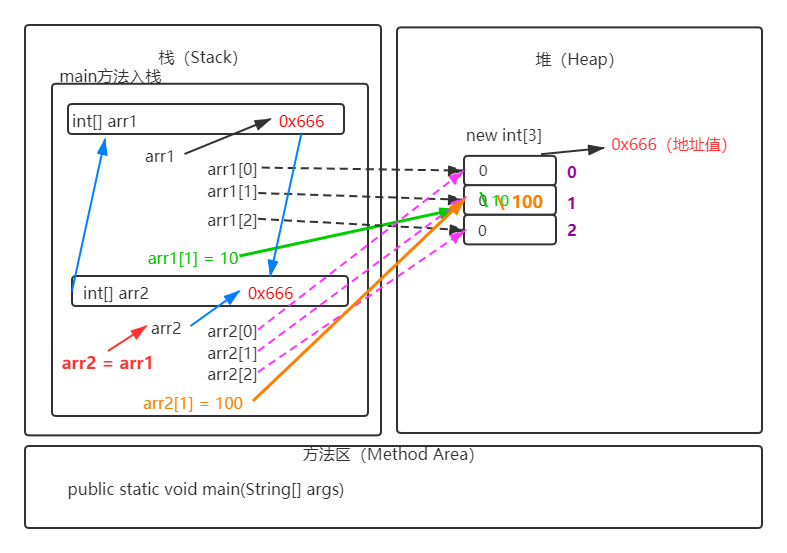 栈（Stack）
main方法入栈
int[] arr1
0x666
arr1
arr1[0]
arr1[1]
arr1[2]
arr1[1] = 10
int[] arr2
0x666
arr2
arr2 = arr1
arr2[0]
arr2[1]
arr2[2]
arr2[1] = 100
堆（Heap）
new int[3]
0x666（地址值）
0
0
0 10 100
1
0
2
方法区（Method Area）
public static void main(String[] args)